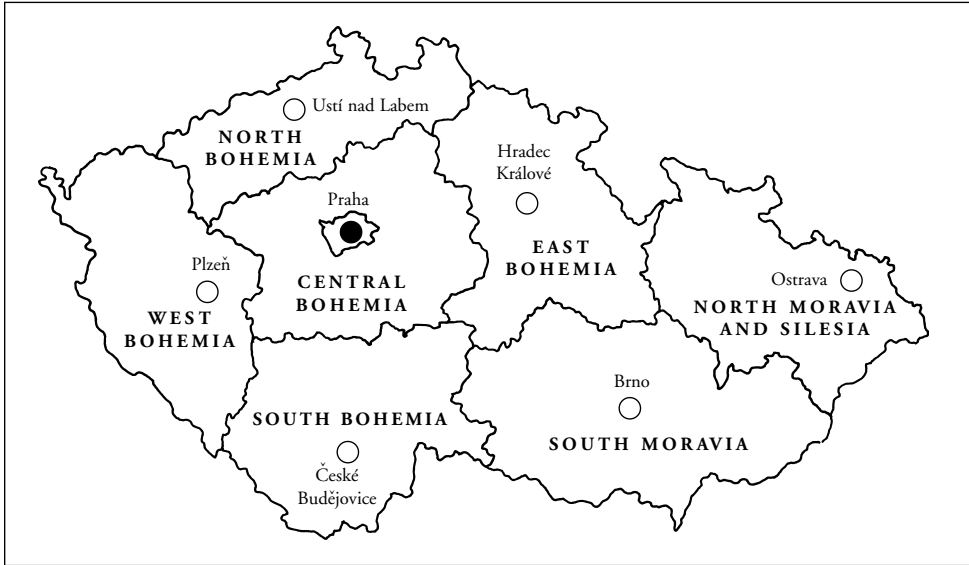 Ustí nad Labem
NORTH
BOHEMIA
Hradec
Králové
Praha
EAST
BOHEMIA
Plzeň
CENTRAL
BOHEMIA
Ostrava
WEST
BOHEMIA
NORTH MORAVIA
AND SILESIA
Brno
SOUTH BOHEMIA
SOUTH MORAVIA
České
Budějovice